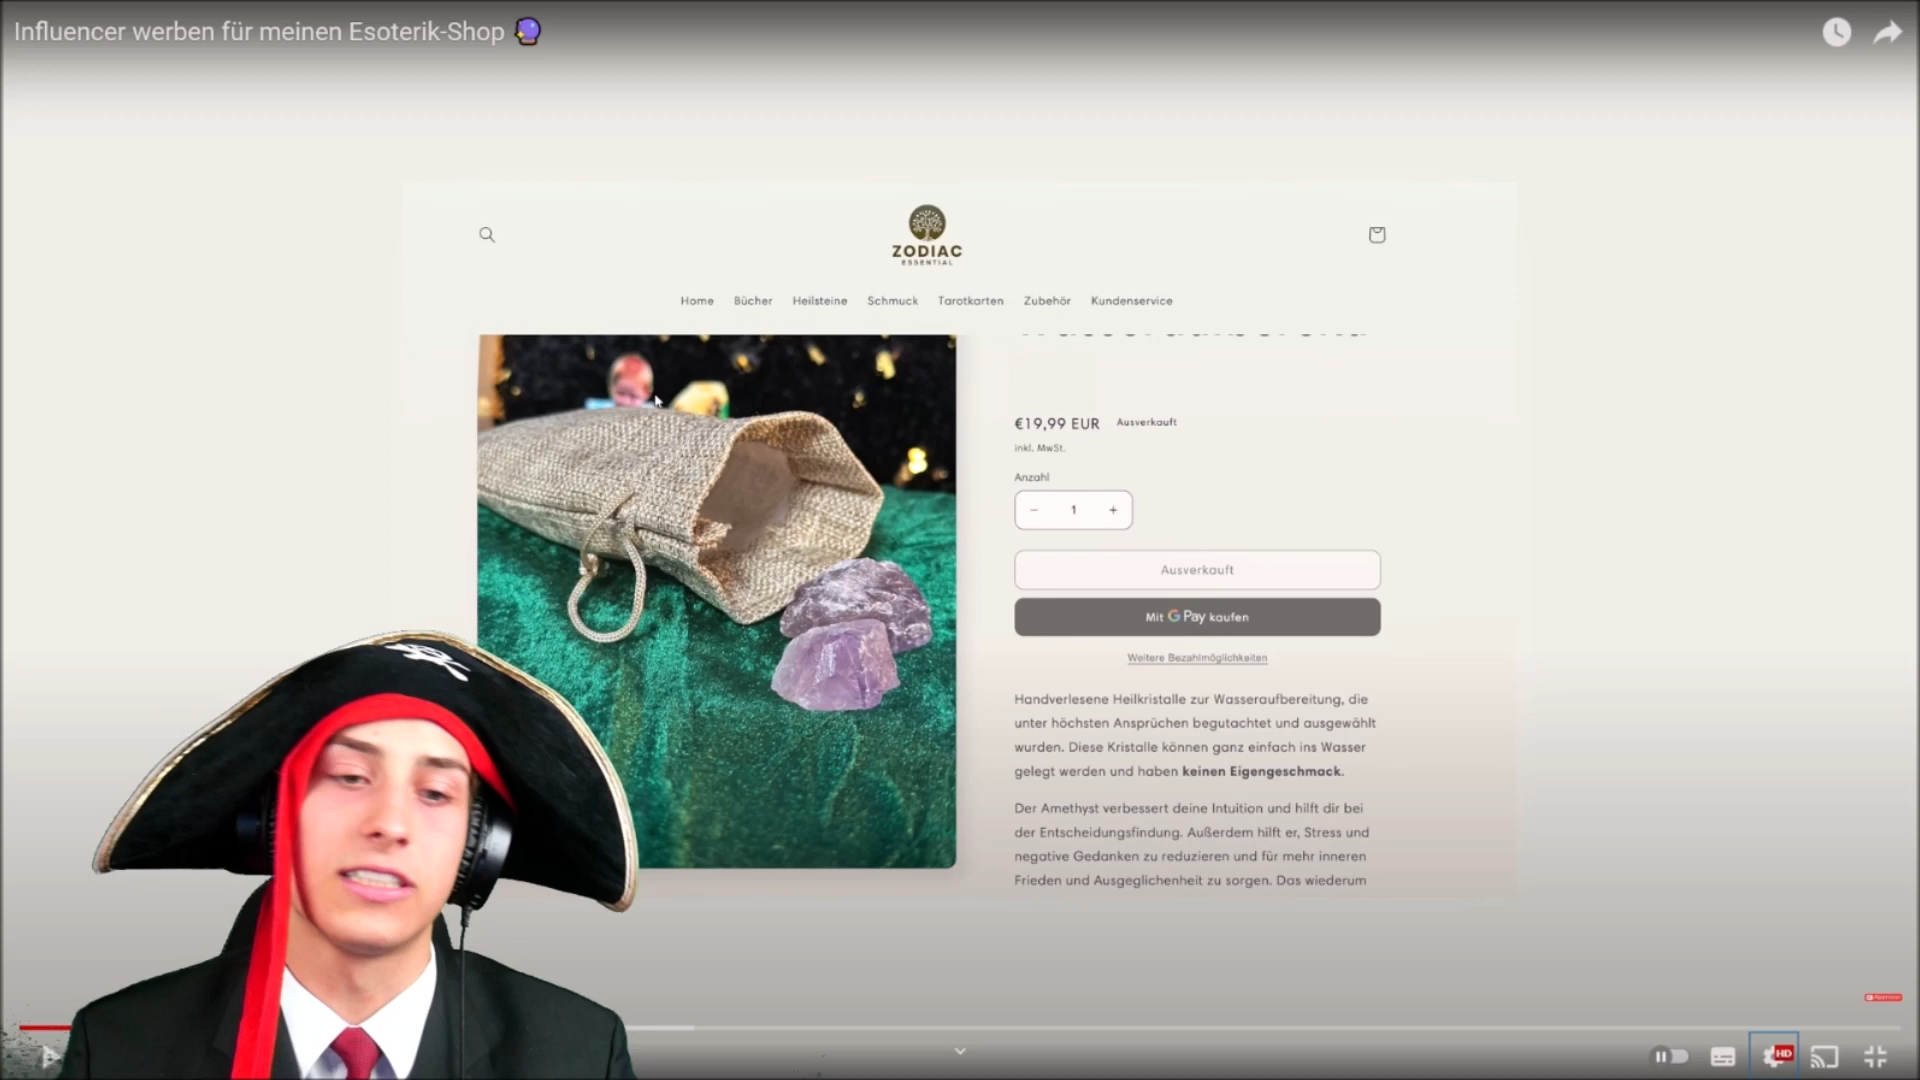 Influencer werben für meinen Esoterik-Shop
ZODIAC
ESSENTIAL
Home Bücher Heilsteine Schmuck Tarotkarten Zubehör Kundenservice
€19,99 EUR Ausverkauft
inkl. MwSt.
Anzahl
− 1 +
Ausverkauft
Mit G Pay kaufen
Weitere Bezahlmöglichkeiten
Handverlesene Heilkristalle zur Wasseraufbereitung, die
unter höchsten Ansprüchen begutachtet und ausgewählt
wurden. Diese Kristalle können ganz einfach ins Wasser
gelegt werden und haben keinen Eigengeschmack.
Der Amethyst verbessert deine Intuition und hilft dir bei
der Entscheidungsfindung. Außerdem hilft er, Stress und
negative Gedanken zu reduzieren und für mehr inneren
Frieden und Ausgeglichenheit zu sorgen. Das wiederum
HD